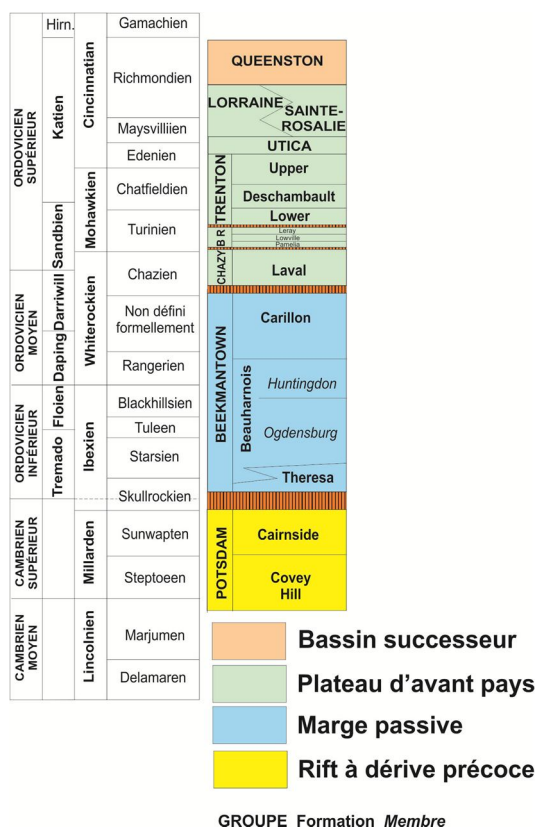 Hirn.
Gamachien
Richmondien
Maysvilliien
Edenien
Chatfieldien
Turinien
Chazien
Non défini
formellement
Rangerien
Blackhillsien
Tuleen
Starsien
Skullrockien
Sunwapten
Steptoeen
Marjumen
Delamaren
ORDOVICIEN
SUPÉRIEUR
ORDOVICIEN
MOYEN
ORDOVICIEN
INFÉRIEUR
CAMBRIEN
SUPÉRIEUR
CAMBRIEN
MOYEN
Katien
Sandbien
Darriwill
Daping
Floien
Tremado
Cincinnatian
Mohawkien
Whiterockien
Ibexien
Millarden
Lincolnien
QUEENSTON
LORRAINE
SAINTE-
ROSALIE
UTICA
TRENTON
Upper
Deschambault
Lower
B R
Leray
Lowville
Pamelia
CHAZY
Laval
BEEKMANTOWN
Carillon
Beauharnois
Huntingdon
Ogdensburg
Theresa
POTSDAM
Cairnside
Covey
Hill
Bassin successeur
Plateau d'avant pays
Marge passive
Rift à dérive précoce
GROUPE Formation Membre